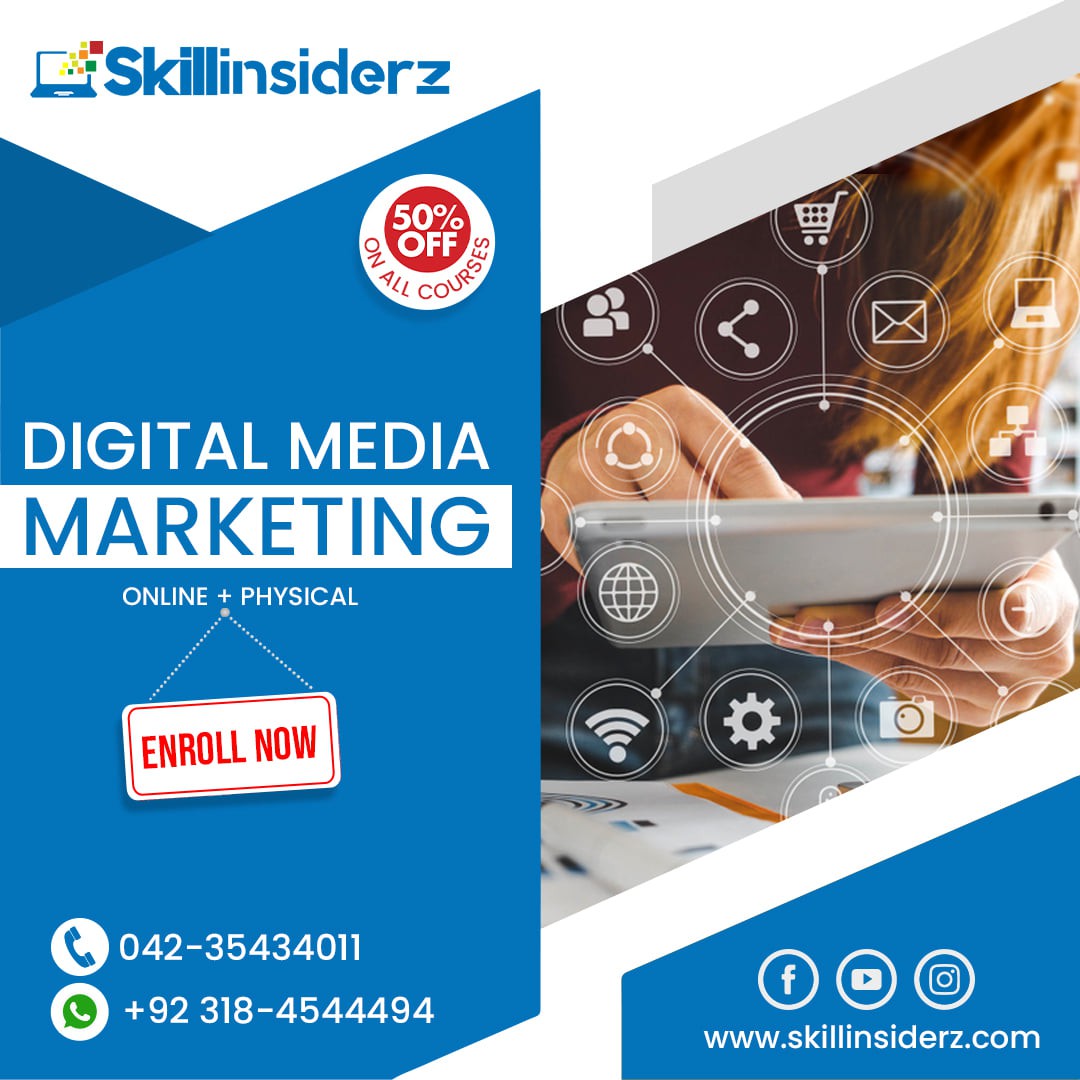 Skillinsiderz
50%
OFF
ON ALL COURSES
DIGITAL MEDIA
MARKETING
ONLINE + PHYSICAL
ENROLL NOW
042-35434011
+92 318-4544494
www.skillinsiderz.com